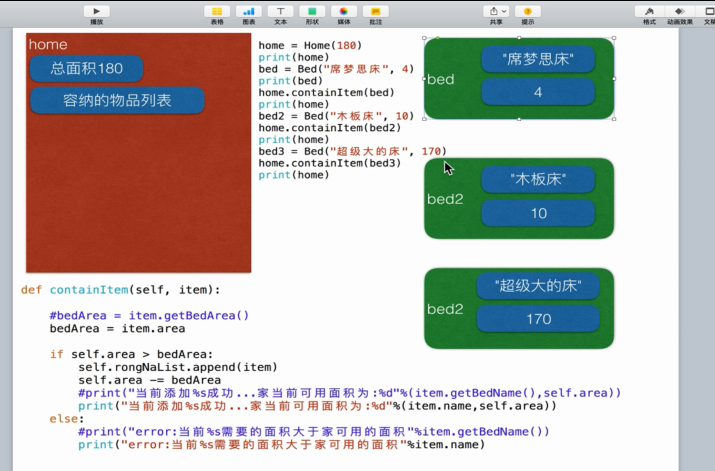 播放
表格
图表
文本
形状
媒体
批注
共享
提示
格式
动画效果
home
总面积180
容纳的物品列表
home = Home(180)
print(home)
bed = Bed("席梦思床", 4)
print(bed)
home.containItem(bed)
print(home)
bed2 = Bed("木板床", 10)
home.containItem(bed2)
print(home)
bed3 = Bed("超级大的床", 170)
home.containItem(bed3)
print(home)
bed
"席梦思床"
4
bed2
"木板床"
10
bed2
"超级大的床"
170
def containItem(self, item):
#bedArea = item.getBedArea()
bedArea = item.area
if self.area > bedArea:
self.rongNaList.append(item)
self.area -= bedArea
#print("当前添加%s成功...家当前可用面积为:%d"%(item.getBedName(),self.area))
print("当前添加%s成功...家当前可用面积为:%d"%(item.name,self.area))
else:
#print("error:当前%s需要的面积大于家可用的面积"%item.getBedName())
print("error:当前%s需要的面积大于家可用的面积"%item.name)